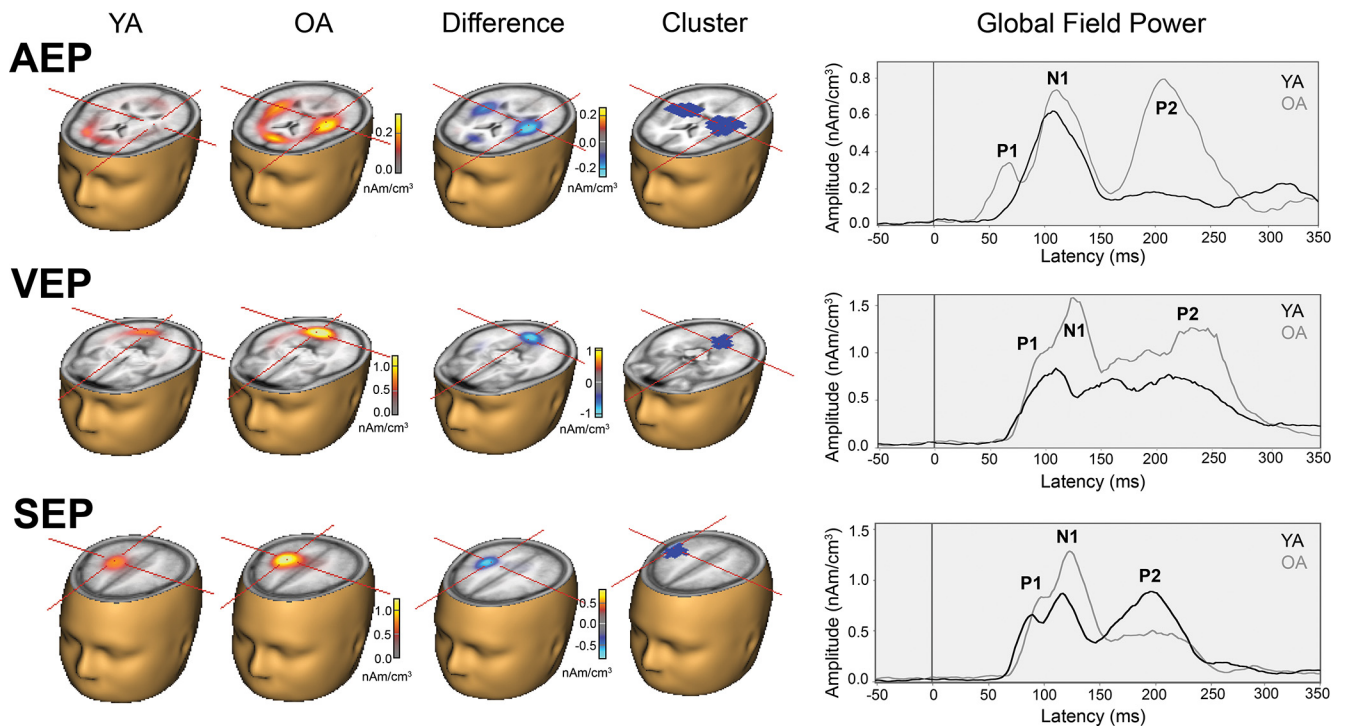 YA OA Difference Cluster Global Field Power
AEP
0.2
0.0
nAm/cm³
0.2
0.0
-0.2
nAm/cm³
Amplitude (nAm/cm³)
0.8
0.6
0.4
0.2
0.0
P1
N1
P2
YA
OA
-50 0 50 100 150 200 250 300 350
Latency (ms)
VEP
1.0
0.5
0.0
nAm/cm³
1
0
-1
nAm/cm³
Amplitude (nAm/cm³)
1.5
1.0
0.5
0.0
P1
N1
P2
YA
OA
-50 0 50 100 150 200 250 300 350
Latency (ms)
SEP
1.0
0.5
0.0
nAm/cm³
0.5
0.0
-0.5
nAm/cm³
Amplitude (nAm/cm³)
1.5
1.0
0.5
0.0
P1
N1
P2
YA
OA
-50 0 50 100 150 200 250 300 350
Latency (ms)